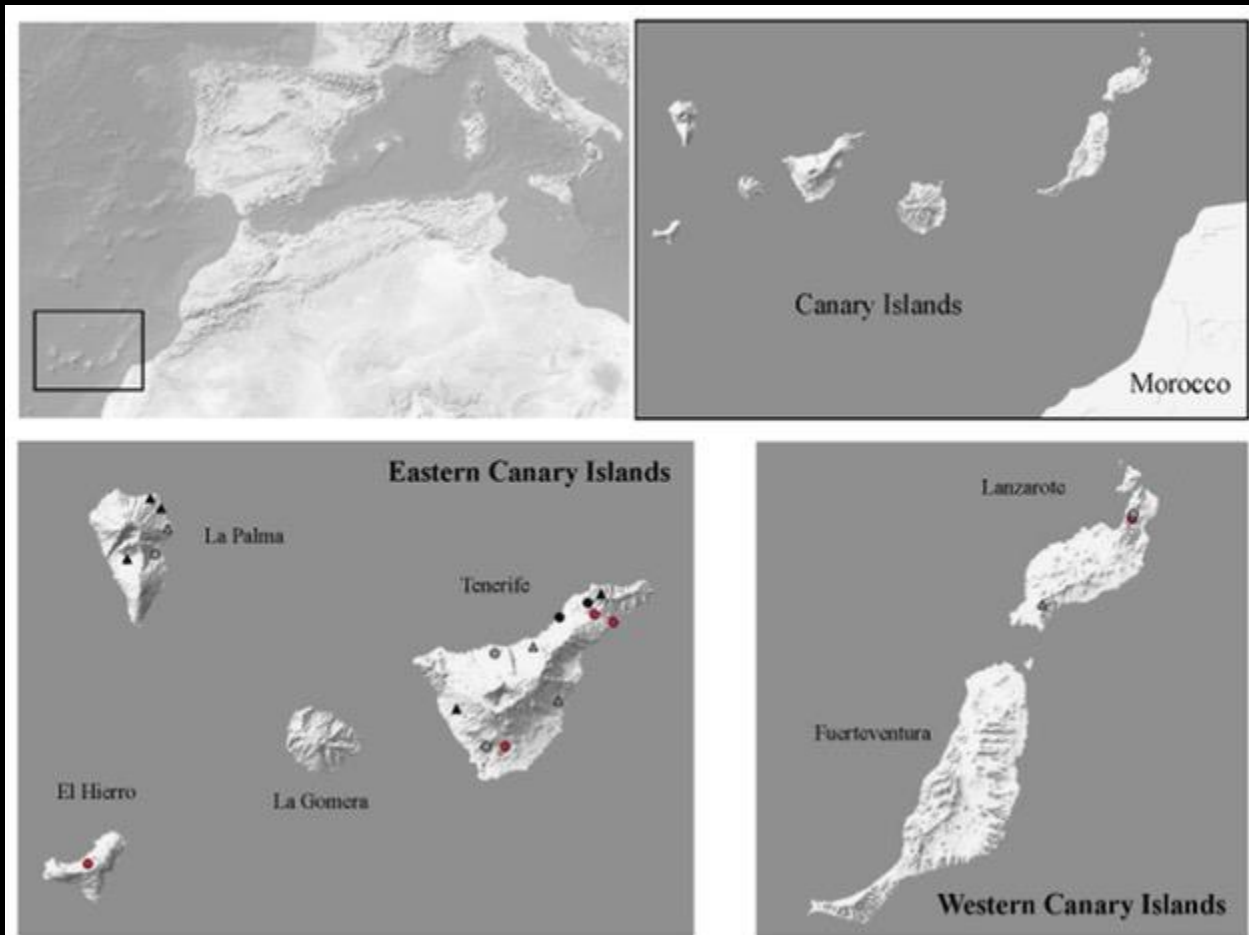 Canary Islands
Morocco
Eastern Canary Islands
La Palma
Tenerife
El Hierro
La Gomera
Lanzarote
Fuerteventura
Western Canary Islands